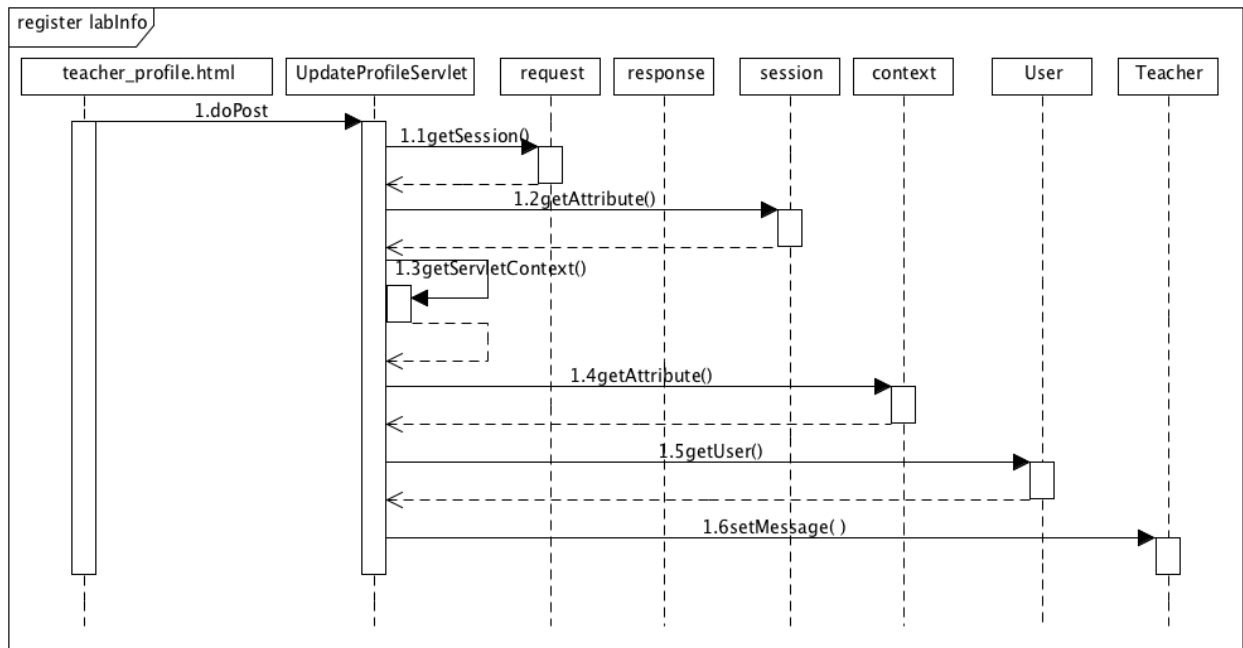 register labInfo
teacher_profile.html
UpdateProfileServlet
request
response
session
context
User
Teacher
1.doPost
1.1getSession()
1.2getAttribute()
1.3getServletContext()
1.4getAttribute()
1.5getUser()
1.6setMessage( )